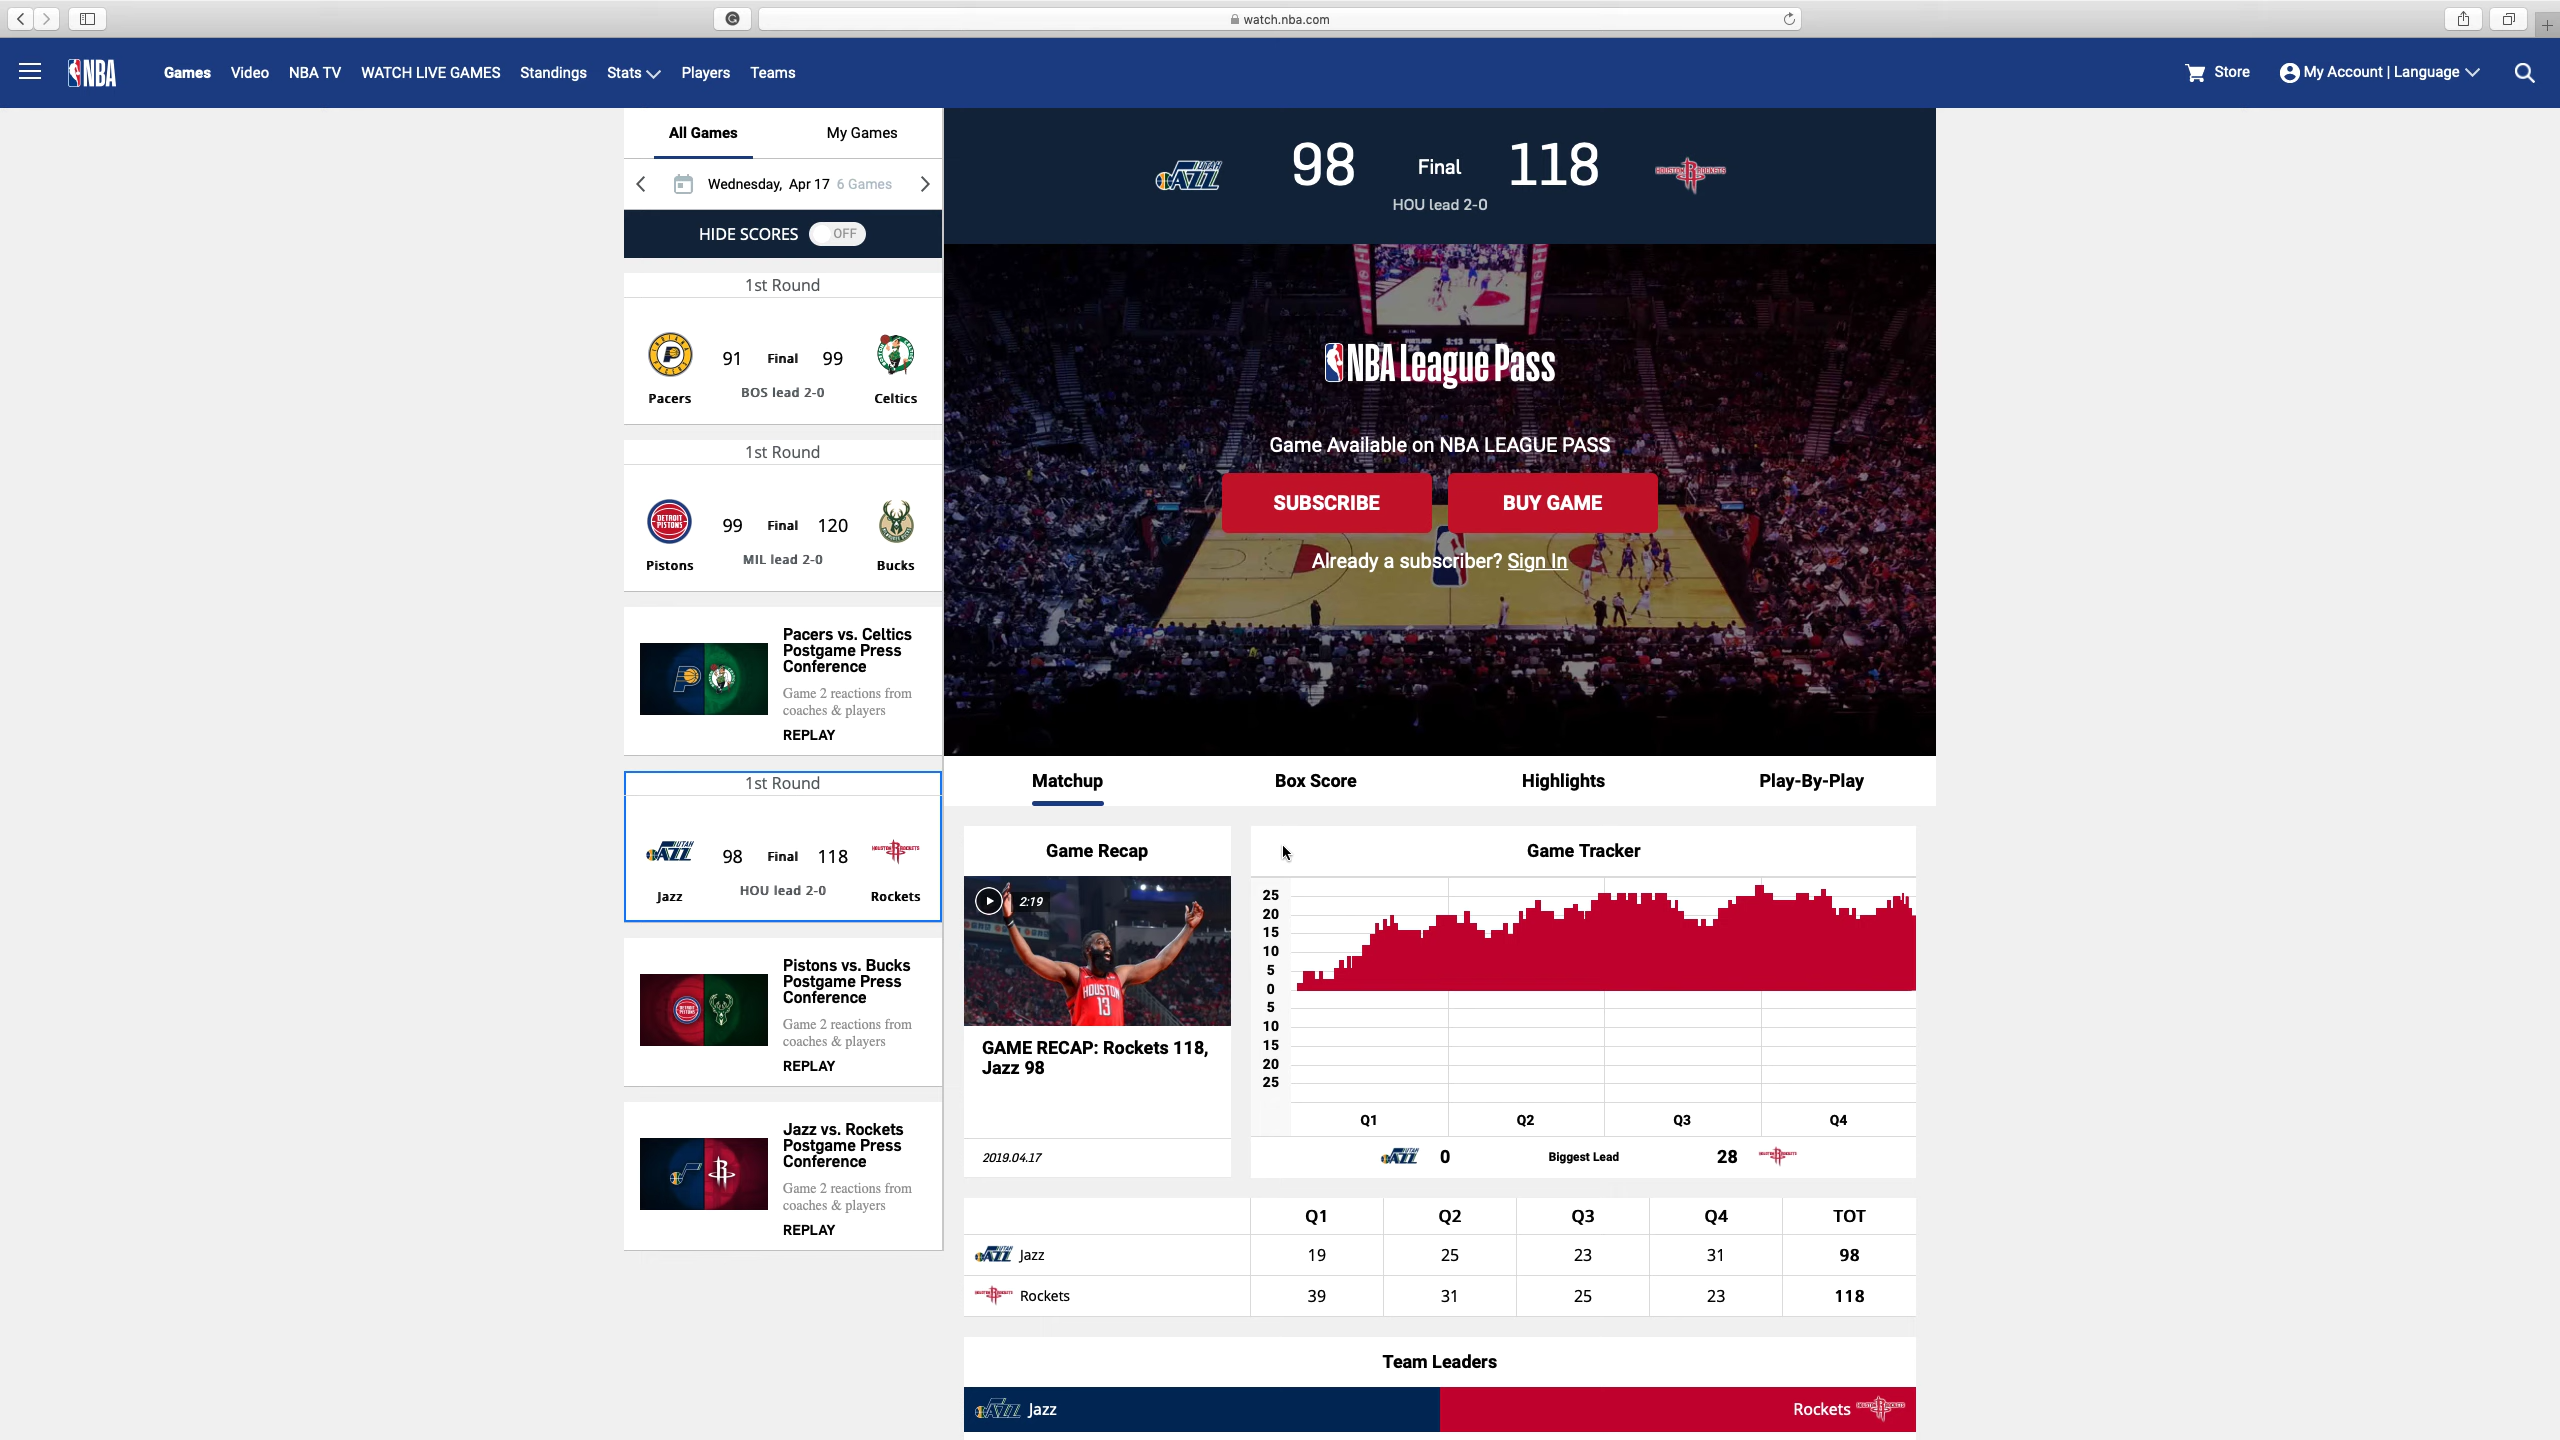 watch.nba.com
NBA
Games
Video
NBA TV
WATCH LIVE GAMES
Standings
Stats
Players
Teams
Store
My Account | Language
All Games
My Games
Wednesday, Apr 17 6 Games
HIDE SCORES OFF
1st Round
91 Final 99
BOS lead 2-0
Pacers
Celtics
1st Round
99 Final 120
MIL lead 2-0
Pistons
Bucks
Pacers vs. Celtics
Postgame Press
Conference
Game 2 reactions from
coaches & players
REPLAY
1st Round
98 Final 118
HOU lead 2-0
Jazz
Rockets
Pistons vs. Bucks
Postgame Press
Conference
Game 2 reactions from
coaches & players
REPLAY
Jazz vs. Rockets
Postgame Press
Conference
Game 2 reactions from
coaches & players
REPLAY
98 Final 118
HOU lead 2-0
NBA League Pass
Game Available on NBA LEAGUE PASS
SUBSCRIBE
BUY GAME
Already a subscriber? Sign In
Matchup
Box Score
Highlights
Play-By-Play
Game Recap
2:19
HOUSTON
13
GAME RECAP: Rockets 118,
Jazz 98
2019.04.17
Game Tracker
25
20
15
10
5
0
5
10
15
20
25
Q1 Q2 Q3 Q4
0 Biggest Lead 28
Q1 Q2 Q3 Q4 TOT
Jazz 19 25 23 31 98
Rockets 39 31 25 23 118
Team Leaders
Jazz
Rockets